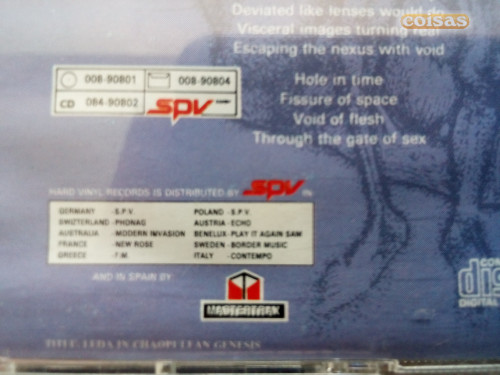 Deviated like lenses would do
Visceral images turning real
Escaping the nexus with void
Hole in time
Fissure of space
Void of flesh
Through the gate of sex
coisas
008-90801
008-90804
CD 084-90802
SPV GMBH
HARD VINYL RECORDS IS DISTRIBUTED BY SPV IN
GERMANY - S.P.V.
SWIZTERLAND - PHONAG
AUSTRALIA - MODERN INVASION
FRANCE - NEW ROSE
GREECE - F.M.
POLAND - S.P.V.
AUSTRIA - ECHO
BENELUX - PLAY IT AGAIN SAM
SWEDEN - BORDER MUSIC
ITALY - CONTEMPO
AND IN SPAIN BY
TITLE: LEDA IN CHAOPULEAN GENESIS